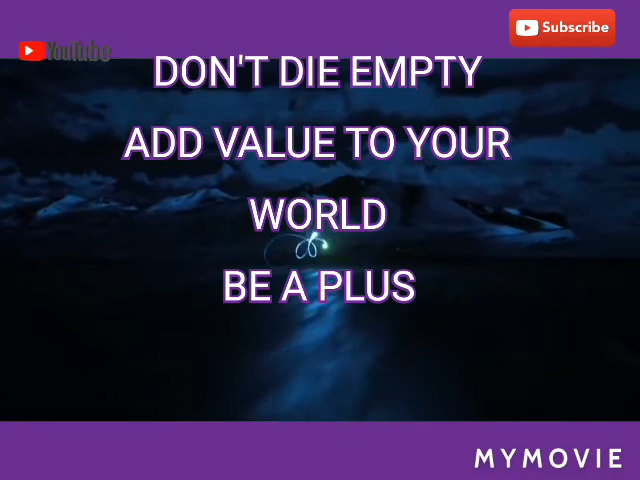 YouTube
Subscribe
DON'T DIE EMPTY
ADD VALUE TO YOUR
WORLD
BE A PLUS
MYMOVIE